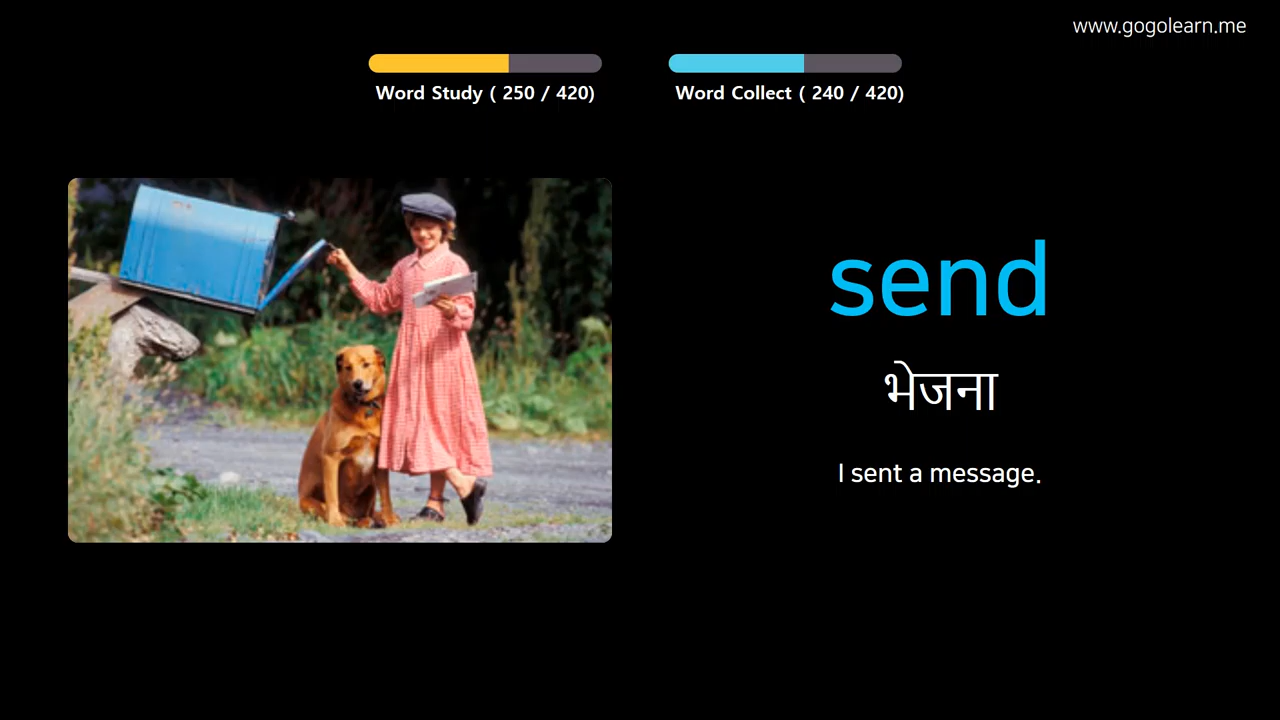 www.gogolearn.me
Word Study ( 250 / 420)
Word Collect ( 240 / 420)
send
भेजना
I sent a message.